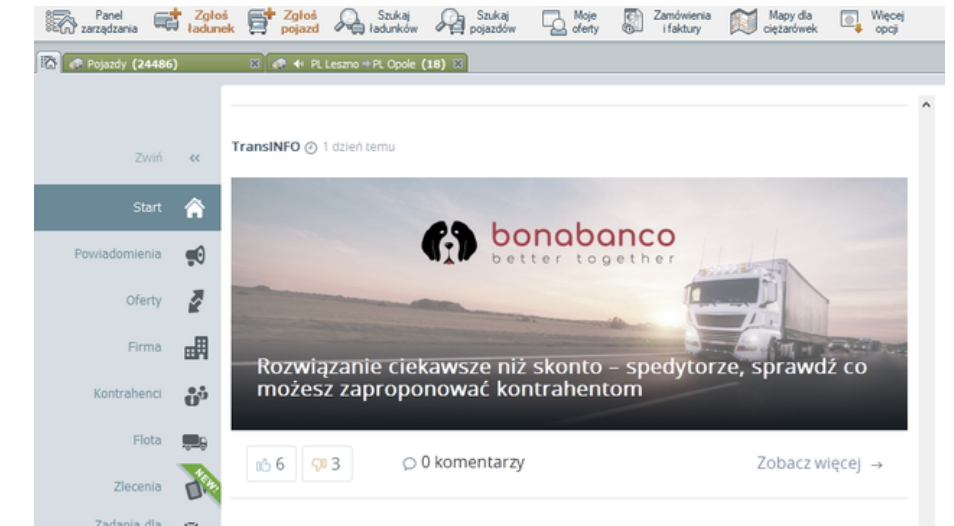 Panel
zarządzania
Zgłoś
ładunek
Zgłoś
pojazd
Szukaj
ładunków
Szukaj
pojazdów
Moje
oferty
Zamówienia
i faktury
Mapy dla
ciężarówek
Więcej
opcji
Pojazdy (24486)
PL Leszno ⇒ PL Opole (18)
Zwiń «
TransINFO 1 dzień temu
Start
bonabanco
better together
Powiadomienia
Oferty
Firma
Rozwiązanie ciekawsze niż skonto – spedytorze, sprawdź co
możesz zaproponować kontrahentom
Kontrahenci
Flota
6 3 0 komentarzy Zobacz więcej →
Zlecenia NEW!
Zadania dla